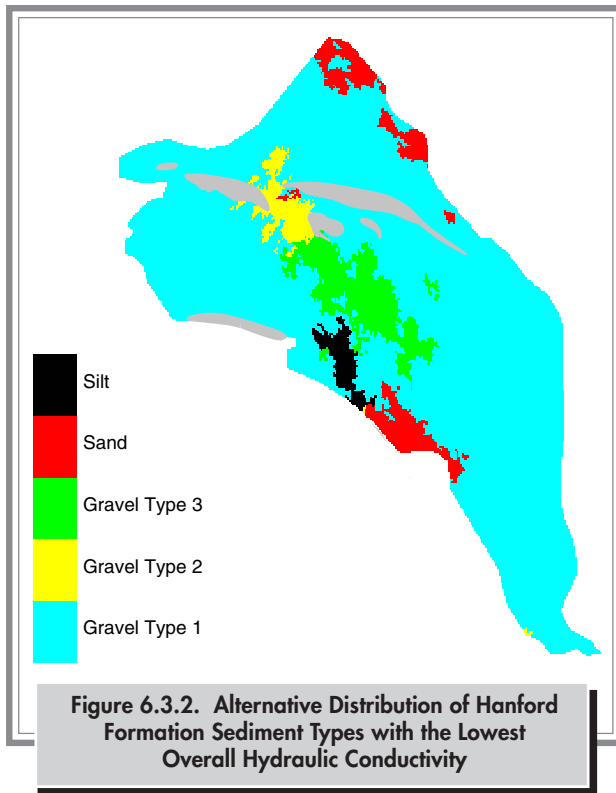 Silt
Sand
Gravel Type 3
Gravel Type 2
Gravel Type 1
Figure 6.3.2. Alternative Distribution of Hanford
Formation Sediment Types with the Lowest
Overall Hydraulic Conductivity